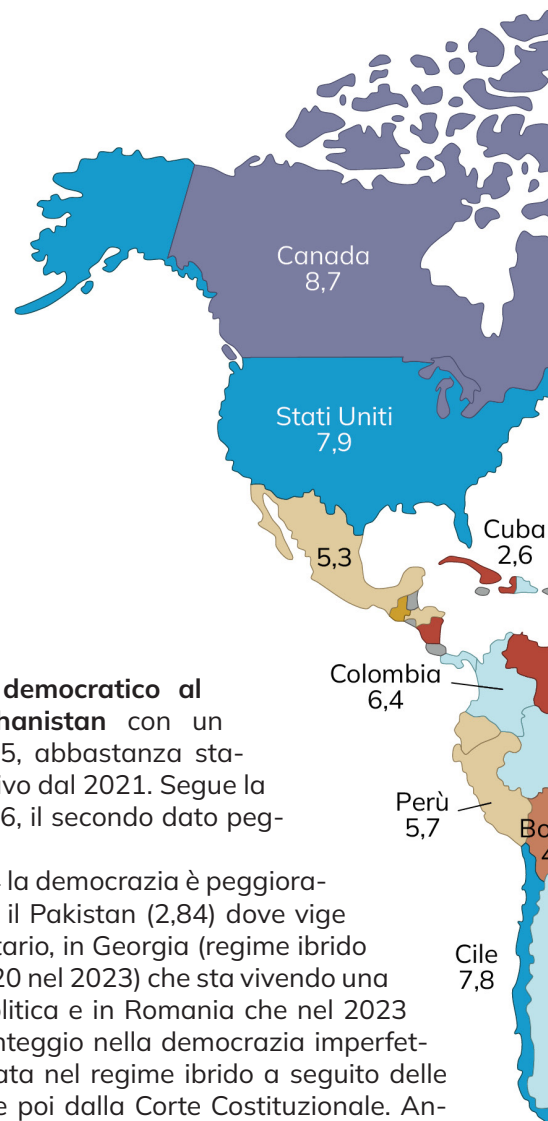 Canada
8,7
Stati Uniti
7,9
5,3
Cuba
2,6
Colombia
6,4
Perù
5,7
Bo
4
Cile
7,8
democratico al
hanistan con un
5, abbastanza sta-
ivo dal 2021. Segue la
6, il secondo dato peg-
la democrazia è peggiora-
il Pakistan (2,84) dove vige
tario, in Georgia (regime ibrido
20 nel 2023) che sta vivendo una
litica e in Romania che nel 2023
nteggio nella democrazia imperfet-
ata nel regime ibrido a seguito delle
e poi dalla Corte Costituzionale. An-